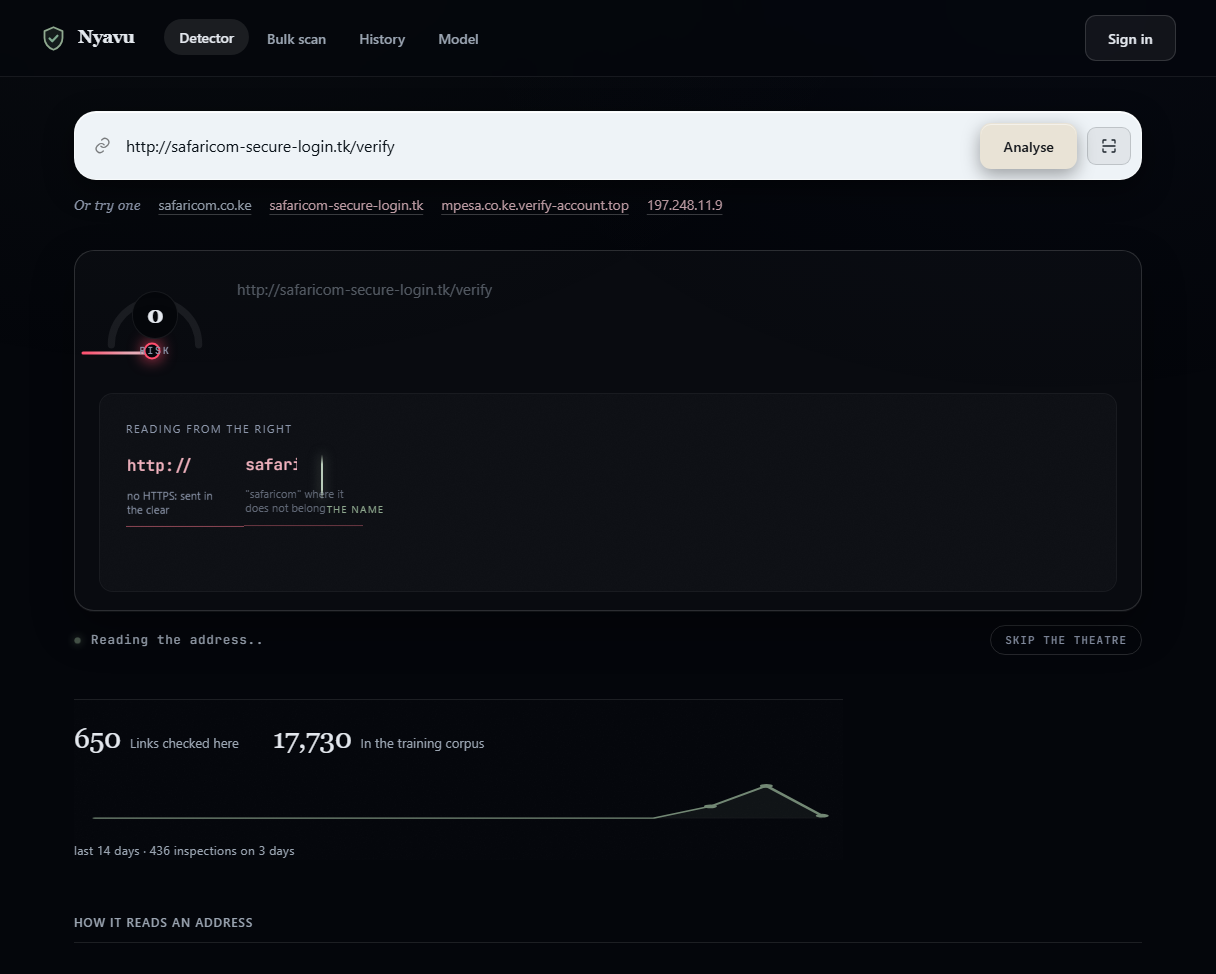 Nyavu Detector Bulk scan History Model Sign in
http://safaricom-secure-login.tk/verify Analyse
Or try one safaricom.co.ke safaricom-secure-login.tk mpesa.co.ke.verify-account.top 197.248.11.9
http://safaricom-secure-login.tk/verify
0
RISK
READING FROM THE RIGHT
http:// safari
no HTTPS: sent in "safaricom" where it
the clear does not belong THE NAME
Reading the address.. SKIP THE THEATRE
650 Links checked here 17,730 In the training corpus
last 14 days · 436 inspections on 3 days
HOW IT READS AN ADDRESS